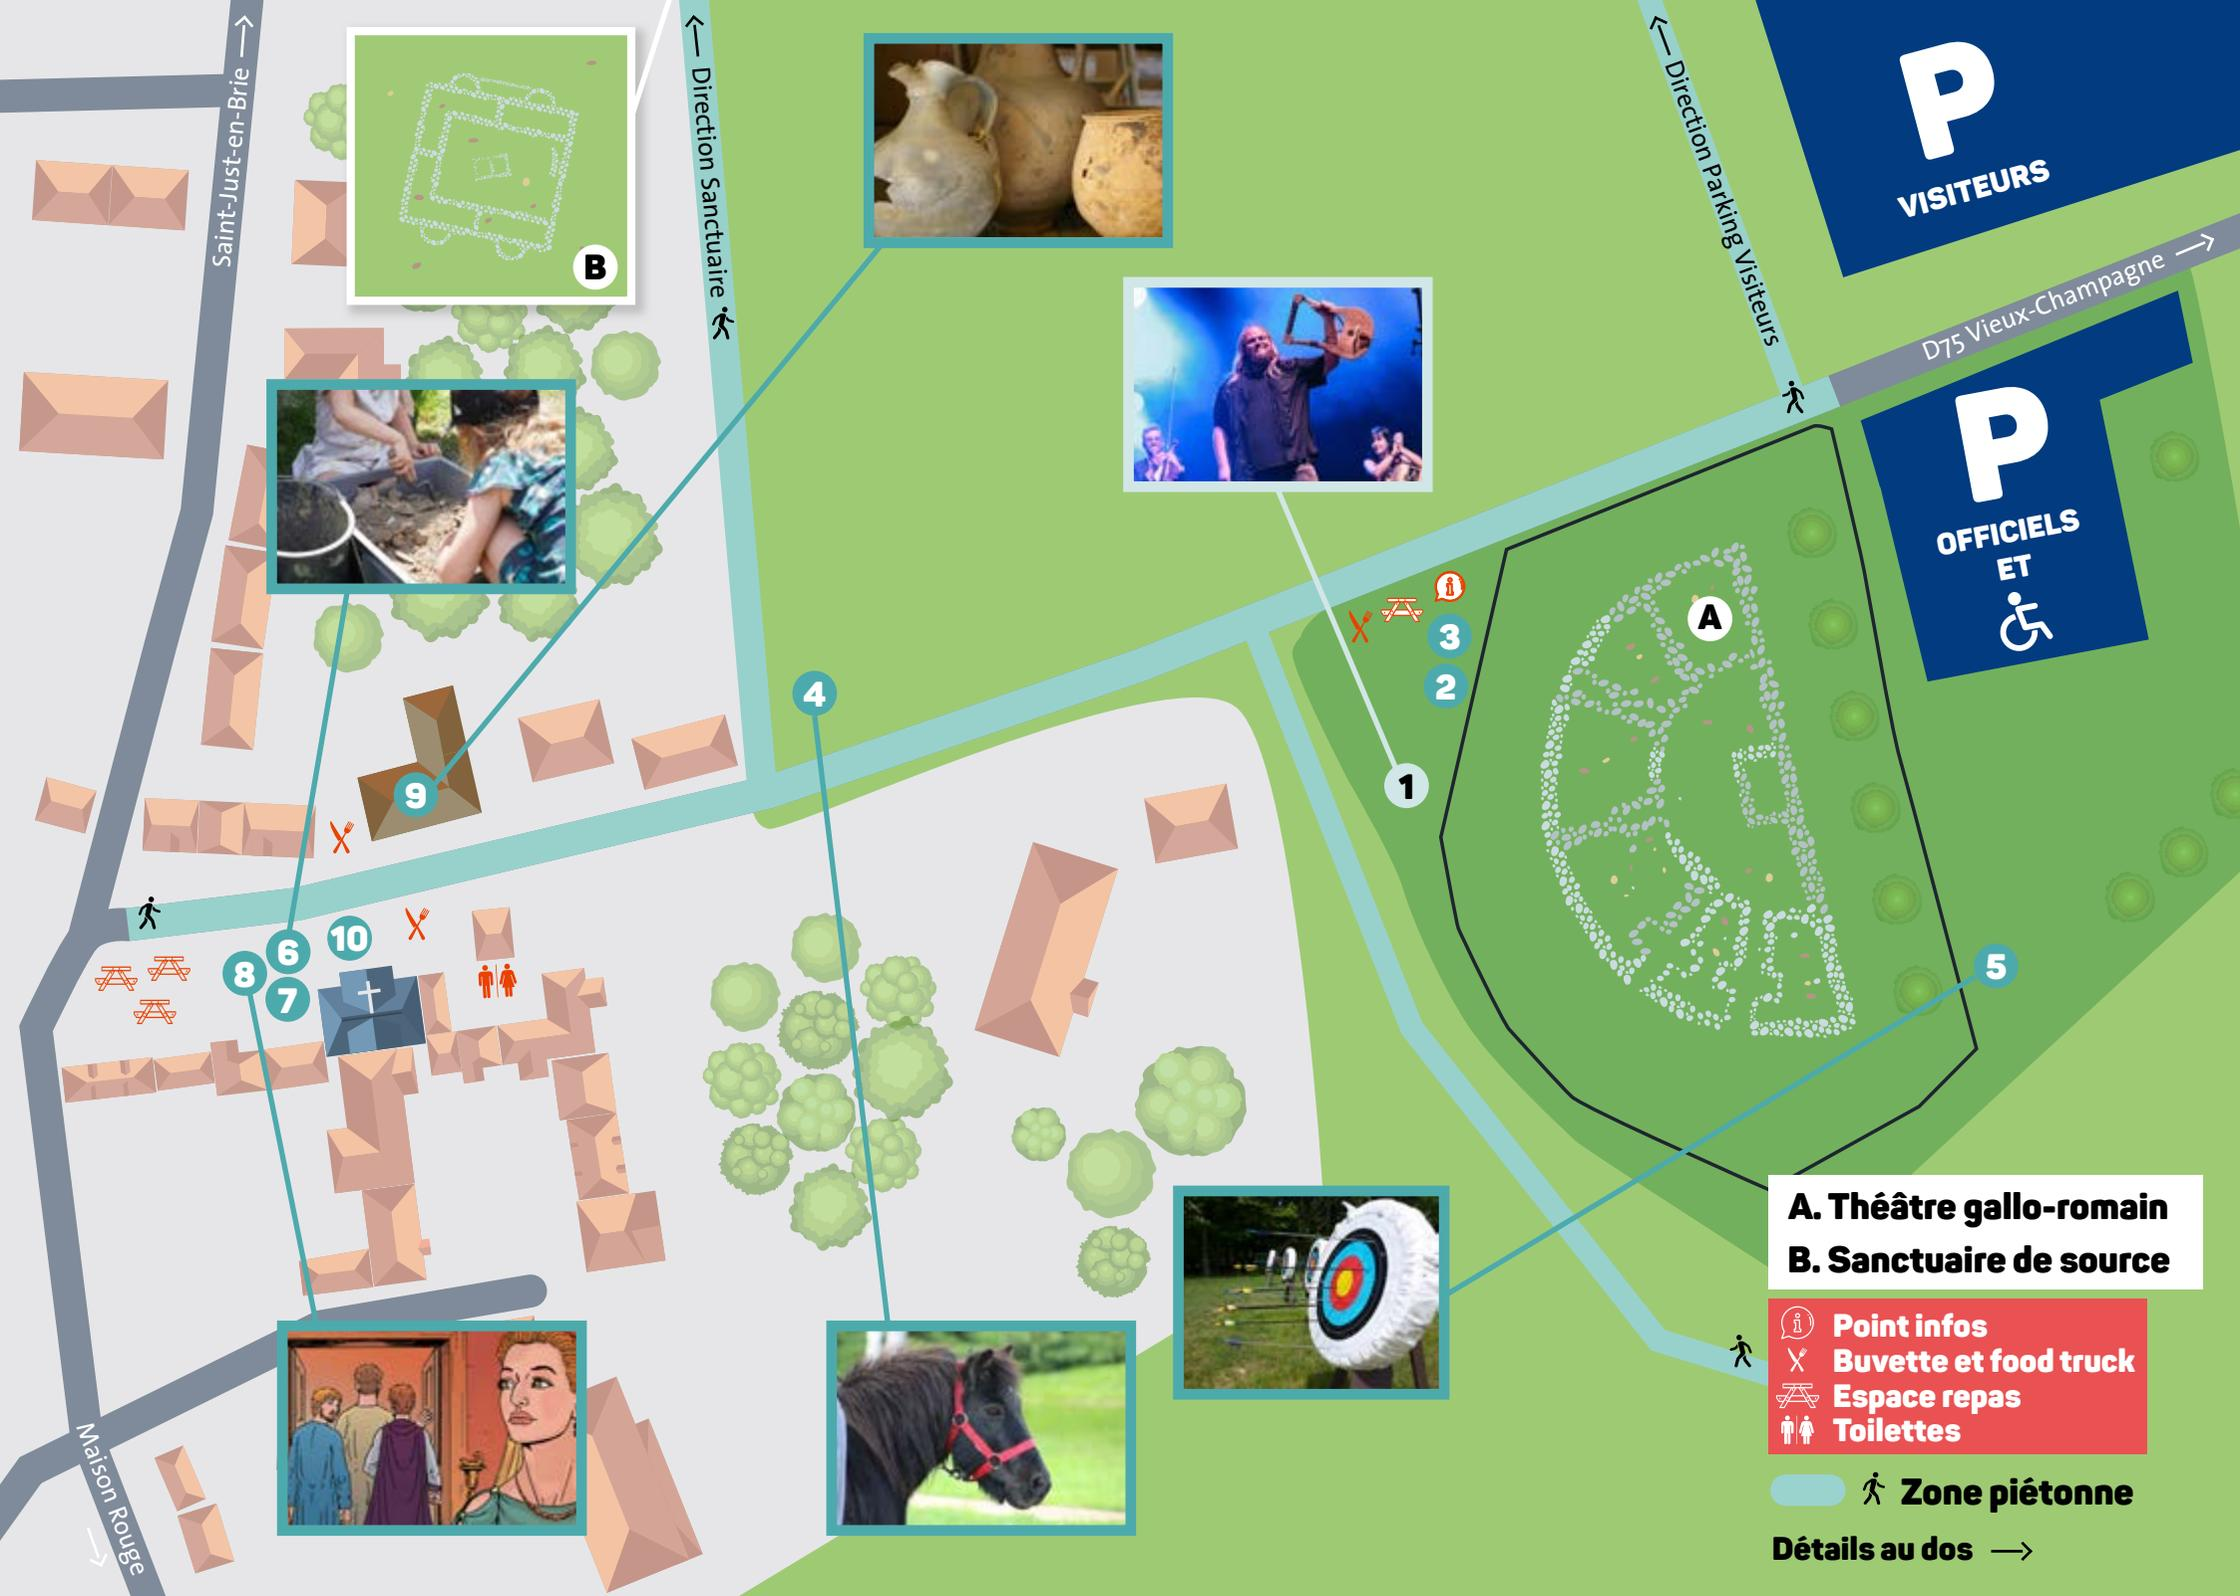 Saint-Just-en-Brie →
B
← Direction Sanctuaire
← Direction Parking Visiteurs
P
VISITEURS
D75 Vieux-Champagne →
P
OFFICIELS
ET
A
3
2
1
4
9
10
6
8
7
5
Maison Rouge →
A. Théâtre gallo-romain
B. Sanctuaire de source
Point infos
Buvette et food truck
Espace repas
Toilettes
Zone piétonne
Détails au dos →